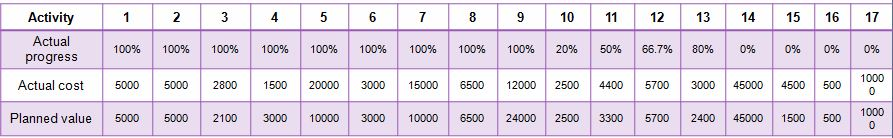 Activity 1 2 3 4 5 6 7 8 9 10 11 12 13 14 15 16 17
Actual progress 100% 100% 100% 100% 100% 100% 100% 100% 100% 20% 50% 66.7% 80% 0% 0% 0% 0%
Actual cost 5000 5000 2800 1500 20000 3000 15000 6500 12000 2500 4400 5700 3000 45000 4500 500 10000
Planned value 5000 5000 2100 3000 10000 3000 10000 6500 24000 2500 3300 5700 2400 45000 1500 500 10000